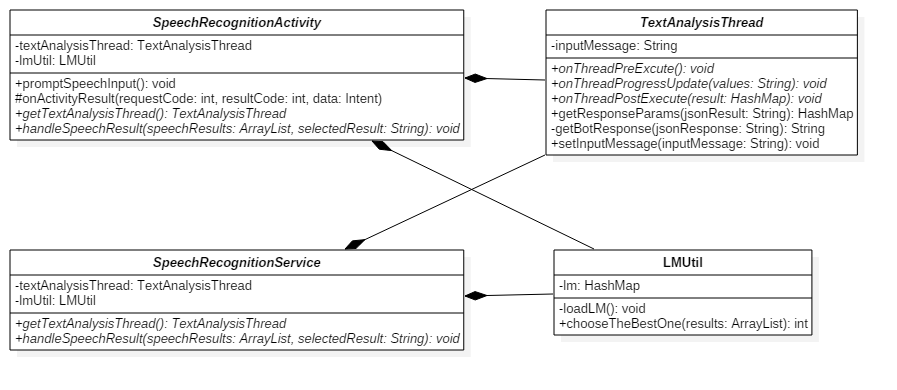 SpeechRecognitionActivity
-textAnalysisThread: TextAnalysisThread
-lmUtil: LMUtil
+promptSpeechInput(): void
#onActivityResult(requestCode: int, resultCode: int, data: Intent)
+getTextAnalysisThread(): TextAnalysisThread
+handleSpeechResult(speechResults: ArrayList, selectedResult: String): void
TextAnalysisThread
-inputMessage: String
+onThreadPreExcute(): void
+onThreadProgressUpdate(values: String): void
+onThreadPostExecute(result: HashMap): void
+getResponseParams(jsonResult: String): HashMap
-getBotResponse(jsonResponse: String): String
+setInputMessage(inputMessage: String): void
SpeechRecognitionService
-textAnalysisThread: TextAnalysisThread
-lmUtil: LMUtil
+getTextAnalysisThread(): TextAnalysisThread
+handleSpeechResult(speechResults: ArrayList, selectedResult: String): void
LMUtil
-lm: HashMap
-loadLM(): void
+chooseTheBestOne(results: ArrayList): int